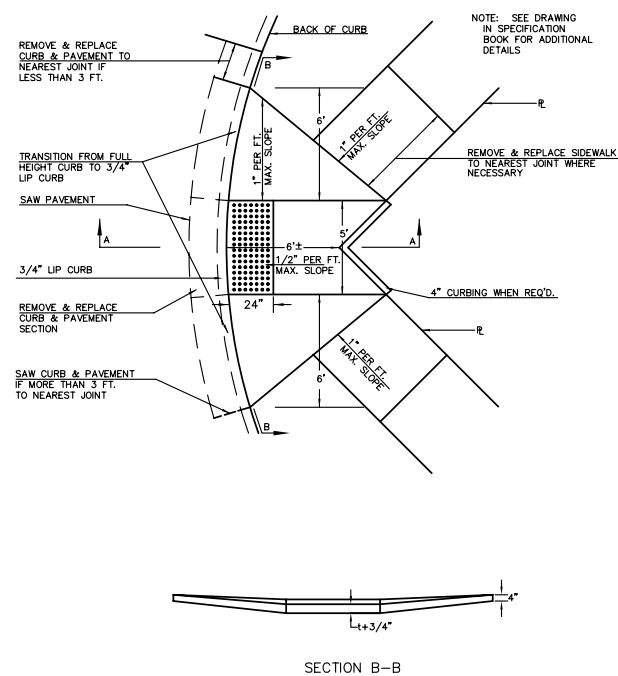 NOTE: SEE DRAWING
IN SPECIFICATION
BOOK FOR ADDITIONAL
DETAILS
BACK OF CURB
REMOVE & REPLACE
CURB & PAVEMENT TO
NEAREST JOINT IF
LESS THAN 3 FT.
B
6'
1" PER FT.
MAX. SLOPE
1" PER FT.
MAX. SLOPE
PL
REMOVE & REPLACE SIDEWALK
TO NEAREST JOINT WHERE
NECESSARY
TRANSITION FROM FULL
HEIGHT CURB TO 3/4"
LIP CURB
SAW PAVEMENT
A
A
6'±
5'
1/2" PER FT.
MAX. SLOPE
3/4" LIP CURB
24"
4" CURBING WHEN REQ'D.
REMOVE & REPLACE
CURB & PAVEMENT
SECTION
PL
1" PER FT.
MAX. SLOPE
6'
SAW CURB & PAVEMENT
IF MORE THAN 3 FT.
TO NEAREST JOINT
B
4"
t+3/4"
SECTION B-B